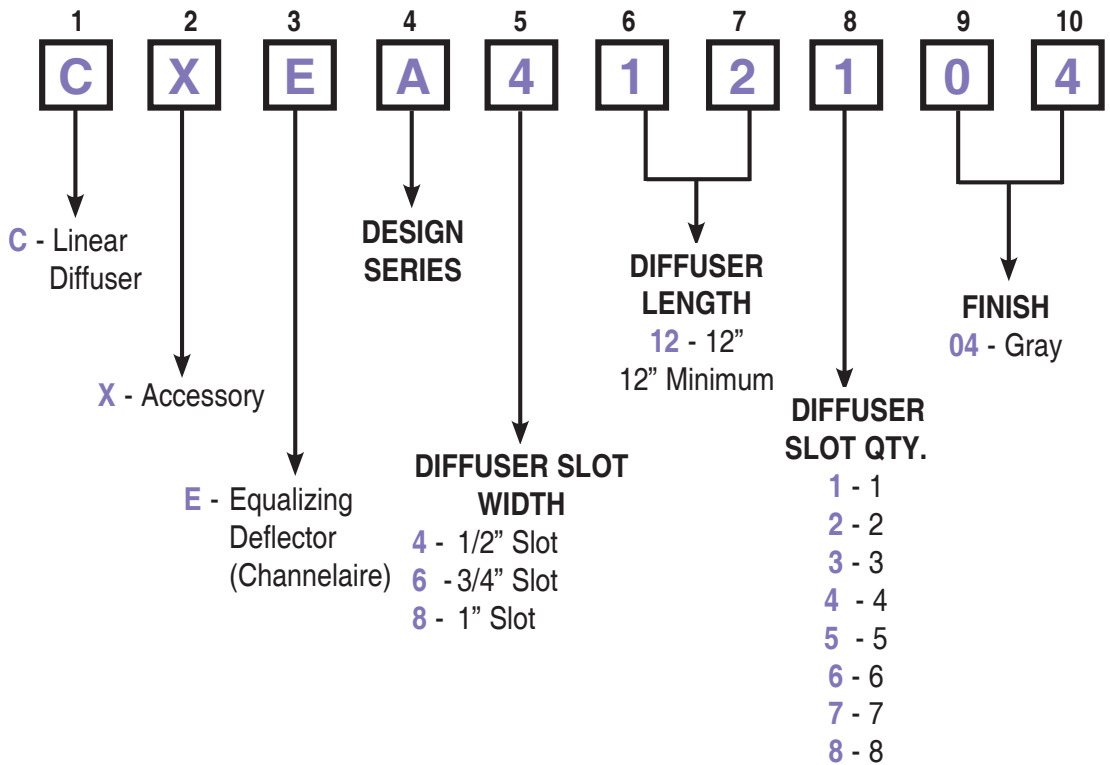 1 2 3 4 5 6 7 8 9 10
C X E A 4 1 2 1 0 4
C - Linear
Diffuser
X - Accessory
E - Equalizing
Deflector
(Channelaire)
DESIGN
SERIES
DIFFUSER SLOT
WIDTH
4 - 1/2” Slot
6 - 3/4” Slot
8 - 1” Slot
DIFFUSER
LENGTH
12 - 12”
12” Minimum
DIFFUSER
SLOT QTY.
1 - 1
2 - 2
3 - 3
4 - 4
5 - 5
6 - 6
7 - 7
8 - 8
FINISH
04 - Gray